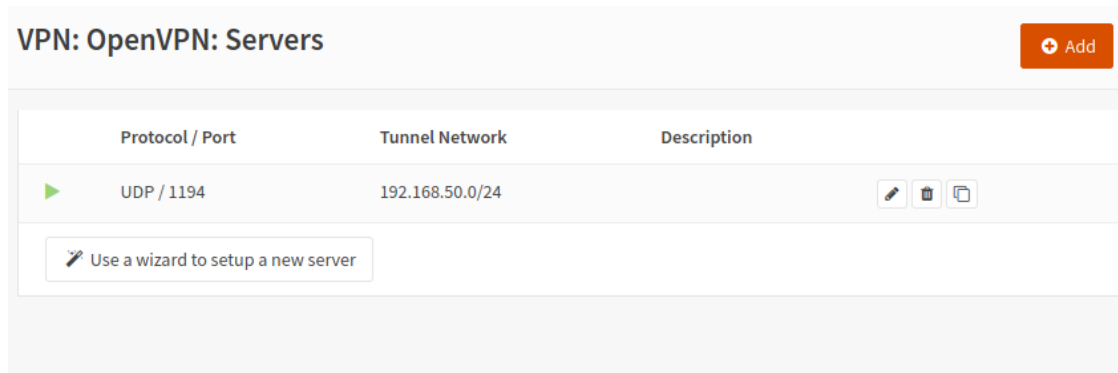 VPN: OpenVPN: Servers
Add
Protocol / Port Tunnel Network Description
UDP / 1194 192.168.50.0/24
Use a wizard to setup a new server